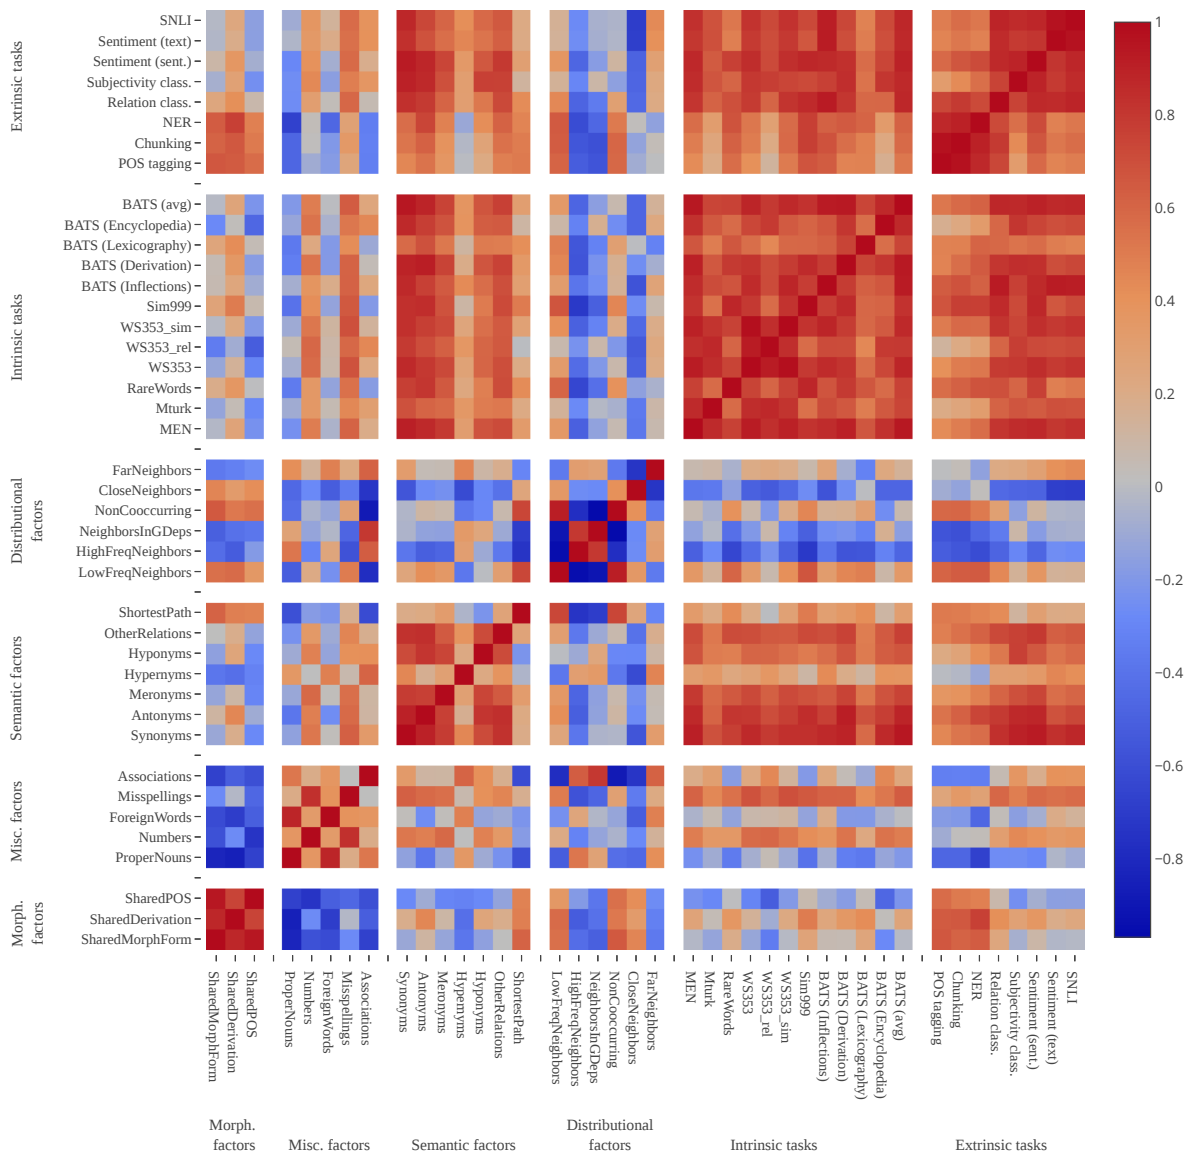 Extrinsic tasks
SNLI
Sentiment (text)
Sentiment (sent.)
Subjectivity class.
Relation class.
NER
Chunking
POS tagging
Intrinsic tasks
BATS (avg)
BATS (Encyclopedia)
BATS (Lexicography)
BATS (Derivation)
BATS (Inflections)
Sim999
WS353_sim
WS353_rel
WS353
RareWords
Mturk
MEN
Distributional
factors
FarNeighbors
CloseNeighbors
NonCooccurring
NeighborsInGDeps
HighFreqNeighbors
LowFreqNeighbors
Semantic factors
ShortestPath
OtherRelations
Hyponyms
Hypernyms
Meronyms
Antonyms
Synonyms
Misc. factors
Associations
Misspellings
ForeignWords
Numbers
ProperNouns
Morph.
factors
SharedPOS
SharedDerivation
SharedMorphForm
SharedMorphForm
SharedDerivation
SharedPOS
ProperNouns
Numbers
ForeignWords
Misspellings
Associations
Synonyms
Antonyms
Meronyms
Hypernyms
Hyponyms
OtherRelations
ShortestPath
LowFreqNeighbors
HighFreqNeighbors
NeighborsInGDeps
NonCooccurring
CloseNeighbors
FarNeighbors
MEN
Mturk
RareWords
WS353
WS353_rel
WS353_sim
Sim999
BATS (Inflections)
BATS (Derivation)
BATS (Lexicography)
BATS (Encyclopedia)
BATS (avg)
POS tagging
Chunking
NER
Relation class.
Subjectivity class.
Sentiment (sent.)
Sentiment (text)
SNLI
Morph.
factors
Misc. factors
Semantic factors
Distributional
factors
Intrinsic tasks
Extrinsic tasks
1
0.8
0.6
0.4
0.2
0
−0.2
−0.4
−0.6
−0.8